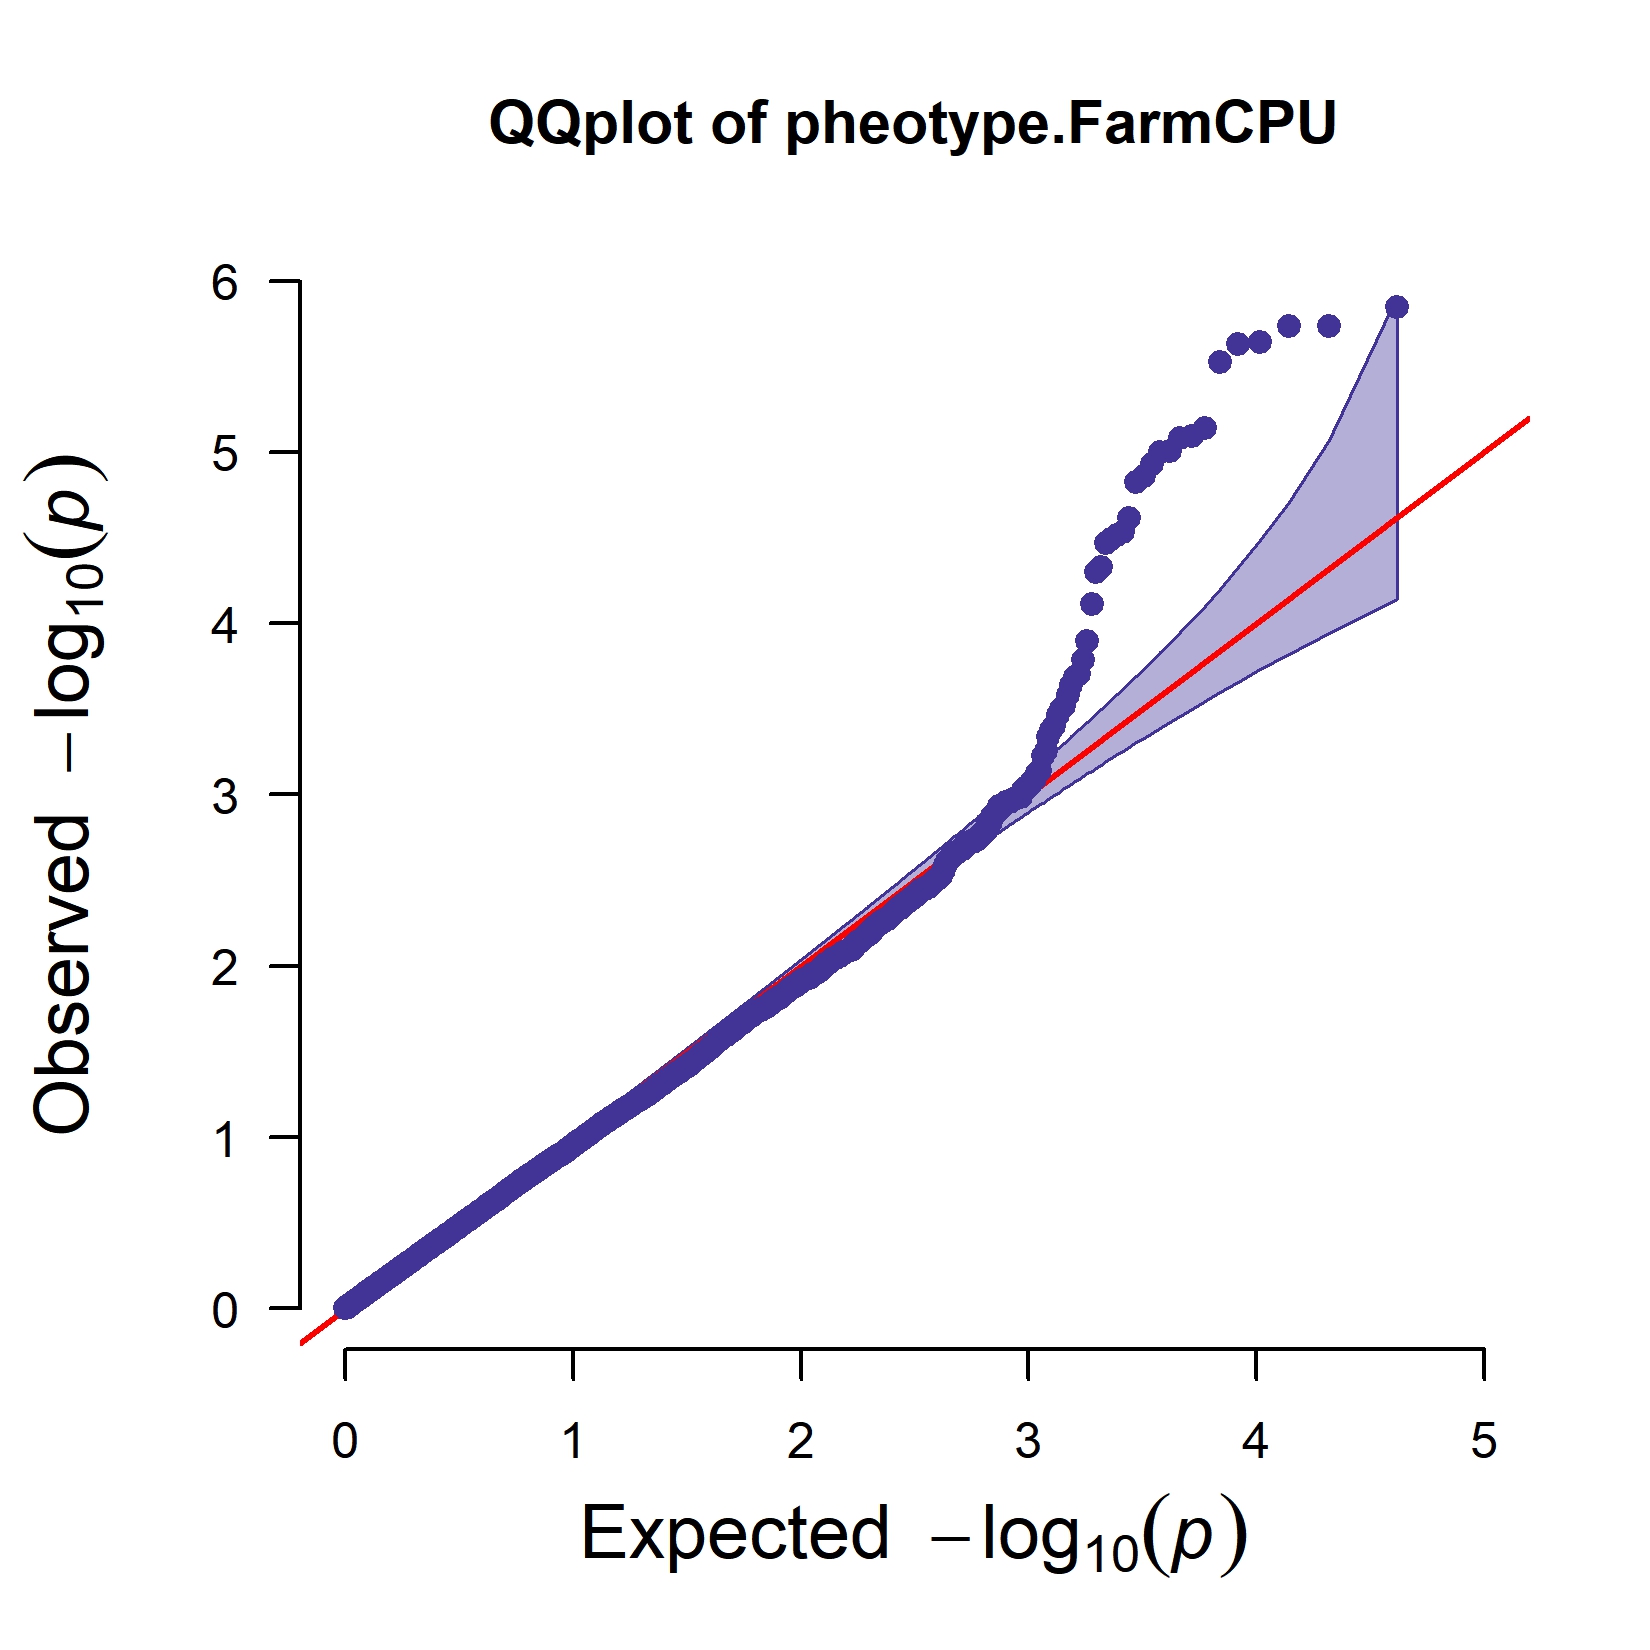 QQplot of pheotype.FarmCPU
6
5
4
3
2
1
0
Observed −log₁₀(p)
0 1 2 3 4 5
Expected −log₁₀(p)